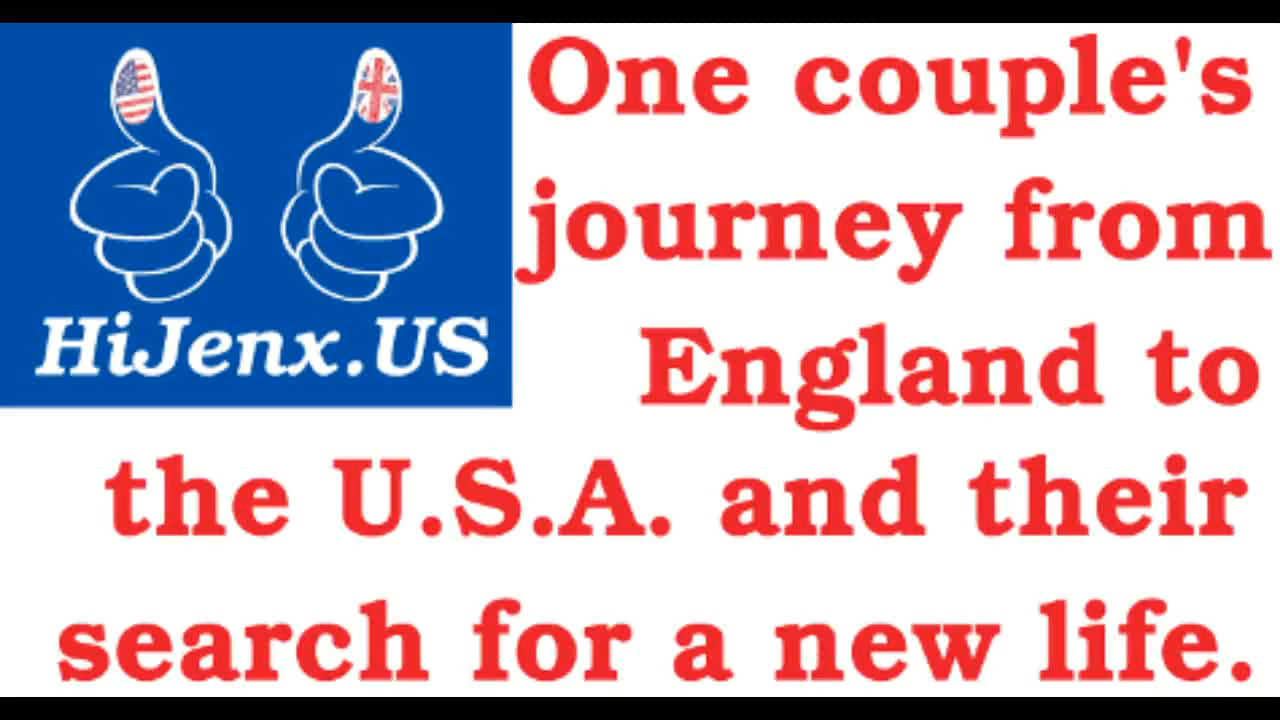 One couple's
journey from
HiJenx.US
England to
the U.S.A. and their
search for a new life.